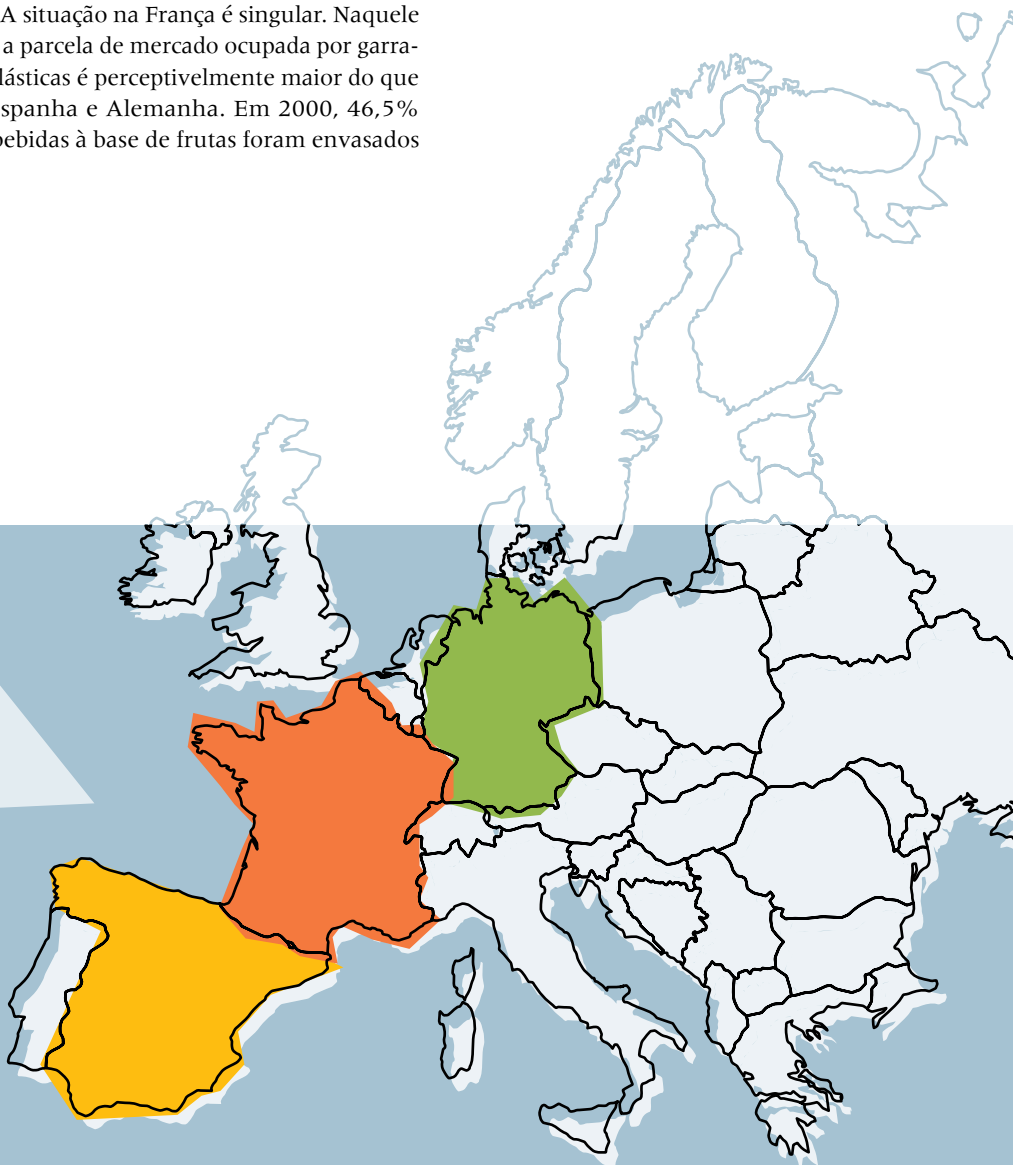 A situação na França é singular. Naquele
a parcela de mercado ocupada por garra-
lásticas é perceptivelmente maior do que
spanha e Alemanha. Em 2000, 46,5%
bebidas à base de frutas foram envasados